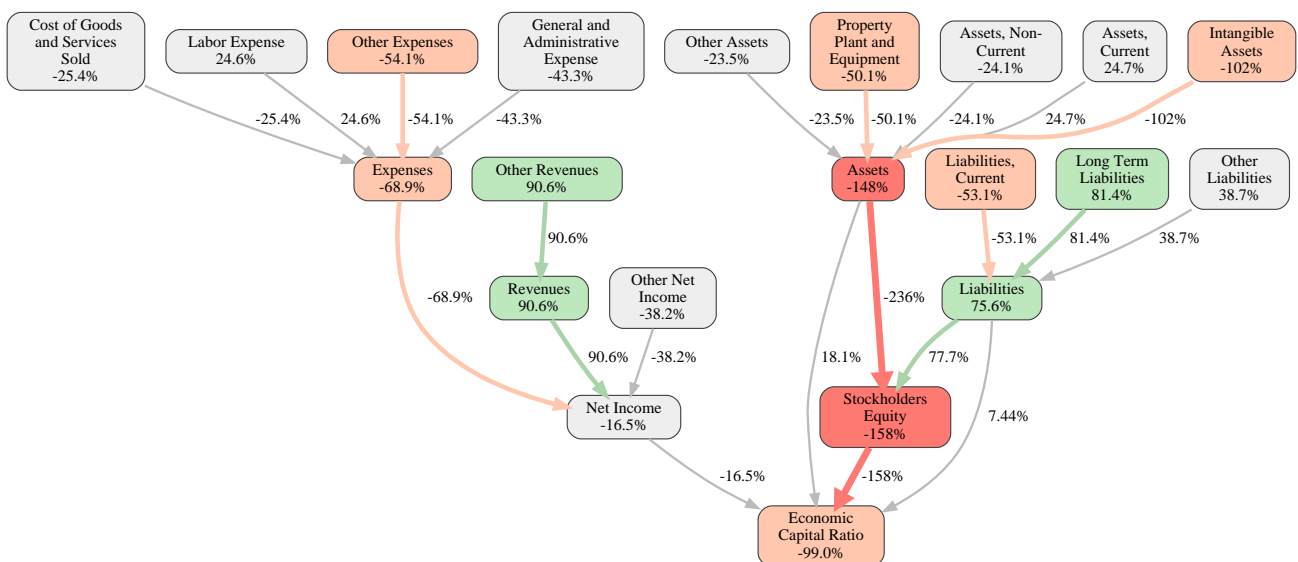 Cost of Goods
and Services
Sold
-25.4%
Labor Expense
24.6%
Other Expenses
-54.1%
General and
Administrative
Expense
-43.3%
Other Assets
-23.5%
Property
Plant and
Equipment
-50.1%
Assets, Non-
Current
-24.1%
Assets,
Current
24.7%
Intangible
Assets
-102%
-25.4%
24.6%
-54.1%
-43.3%
-23.5%
-50.1%
-24.1%
24.7%
-102%
Expenses
-68.9%
Other Revenues
90.6%
Assets
-148%
Liabilities,
Current
-53.1%
Long Term
Liabilities
81.4%
Other
Liabilities
38.7%
90.6%
-53.1%
81.4%
38.7%
-68.9%
Revenues
90.6%
Other Net
Income
-38.2%
-236%
Liabilities
75.6%
90.6%
-38.2%
18.1%
77.7%
Net Income
-16.5%
Stockholders
Equity
-158%
7.44%
-16.5%
-158%
Economic
Capital Ratio
-99.0%